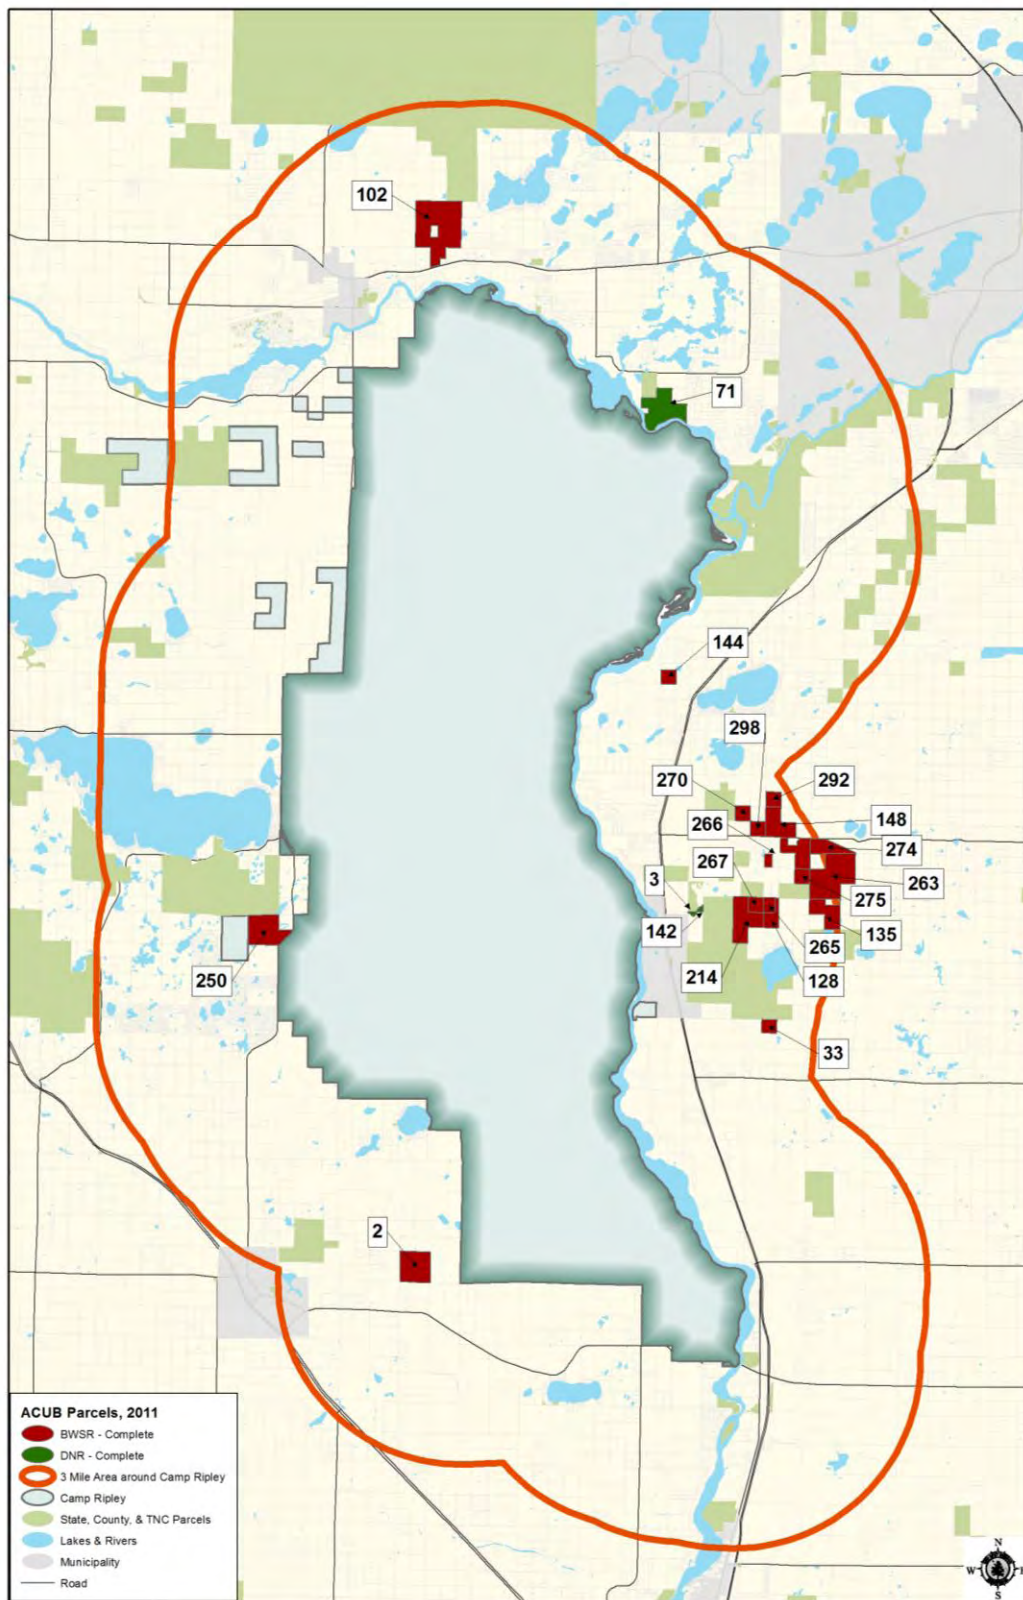 102
71
144
298
270
292
266
148
267
274
3
263
275
142
135
265
214
128
250
33
2
ACUB Parcels, 2011
BWSR - Complete
DNR - Complete
3 Mile Area around Camp Ripley
Camp Ripley
State, County, & TNC Parcels
Lakes & Rivers
Municipality
Road
N
W E
S